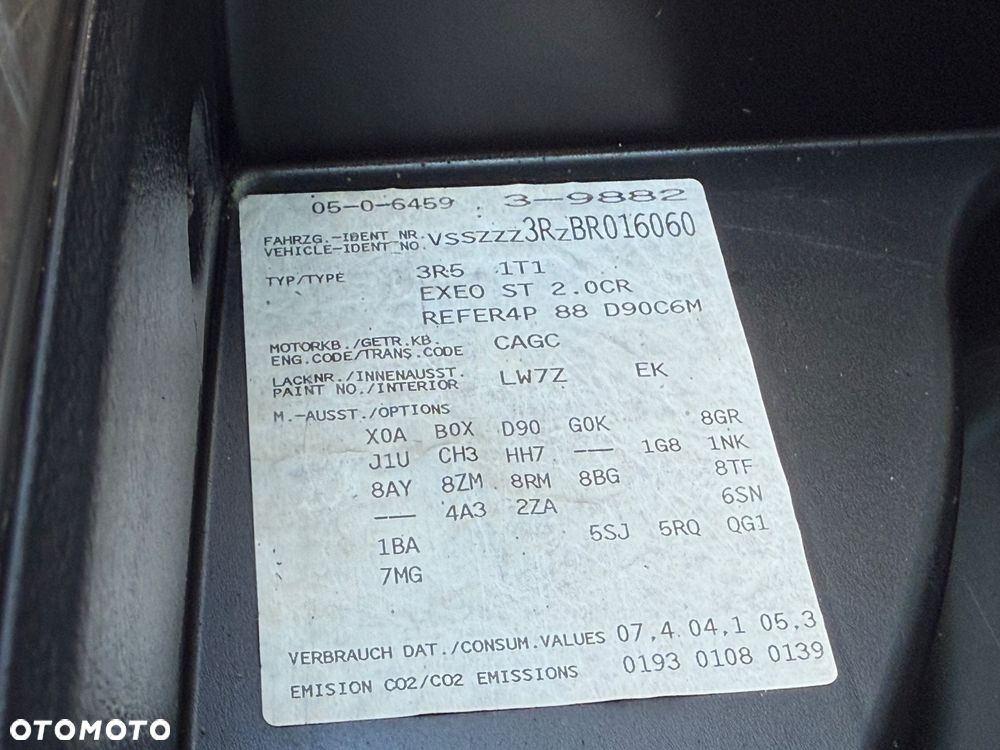 05-0-6459 3-9882
FAHRZG.-IDENT NR.
VEHICLE-IDENT NO. VSSZZZ3RZBR016060
TYP/TYPE 3R5 1T1
EXEO ST 2.0CR
REFER4P 88 D90C6M
MOTORKB./GETR.KB.
ENG.CODE/TRANS.CODE CAGC
LACKNR./INNENAUSST.
PAINT NO./INTERIOR LW7Z EK
M.-AUSST./OPTIONS
X0A B0X D90 G0K 8GR
J1U CH3 HH7 --- 1G8 1NK
8AY 8ZM 8RM 8BG 8TF
--- 4A3 2ZA 6SN
1BA 5SJ 5RQ QG1
7MG
VERBRAUCH DAT./CONSUM.VALUES 07,4 04,1 05,3
EMISION CO2/CO2 EMISSIONS 0193 0108 0139
OTOMOTO